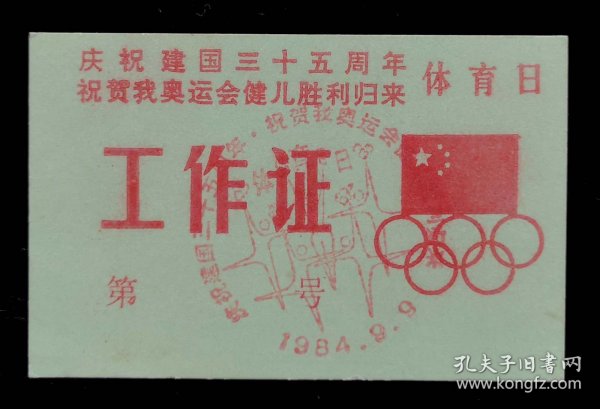 庆祝建国三十五周年
祝贺我奥运会健儿胜利归来
体育日
工作证
第 号
1984.9.9
孔夫子旧书网
www.kongfz.com